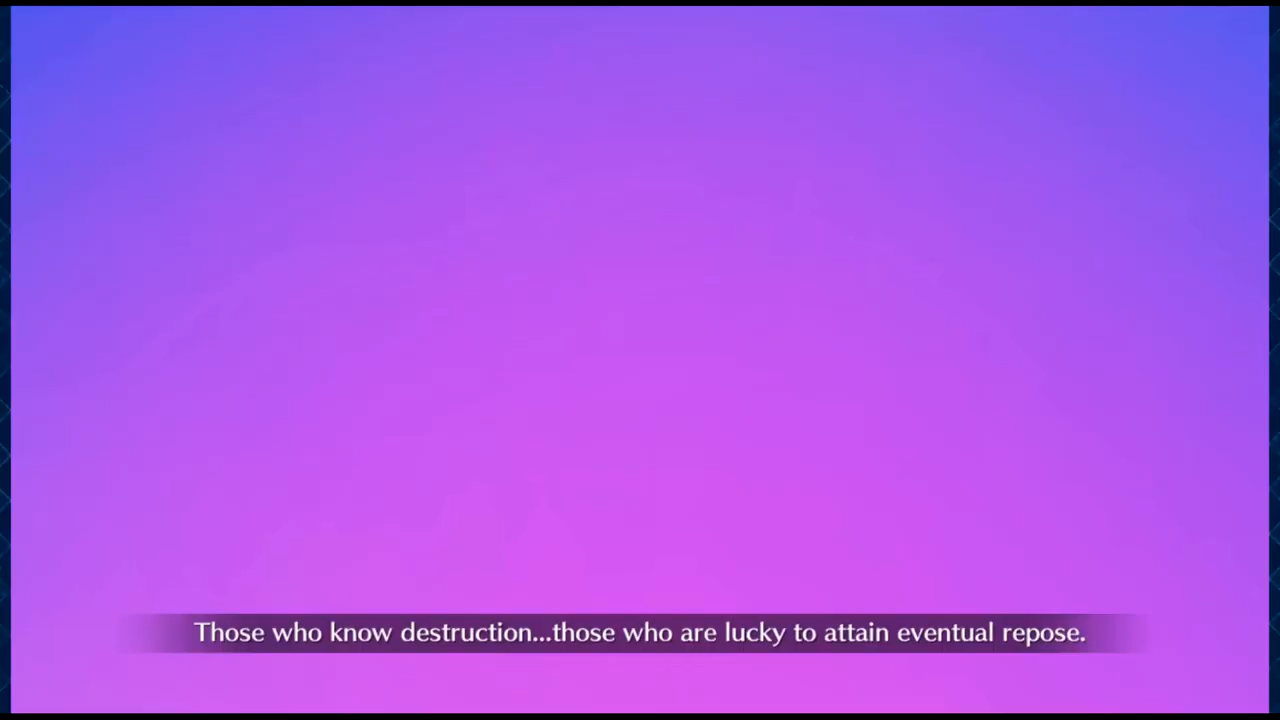 Those who know destruction...those who are lucky to attain eventual repose.